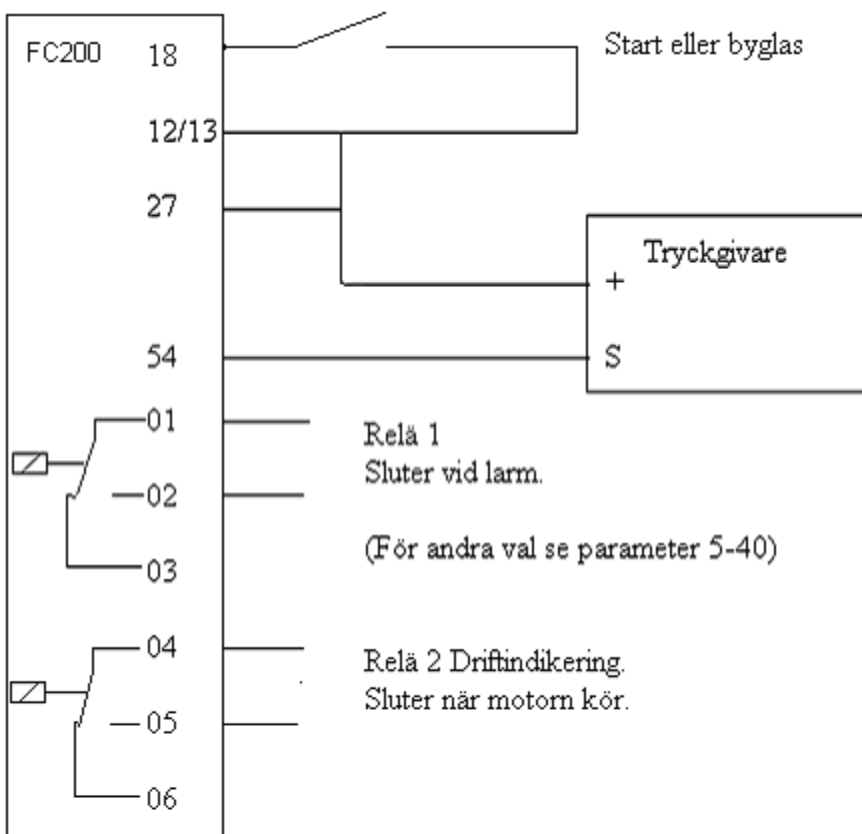 FC200 18 Start eller byglas
12/13
27
Tryckgivare
+
54 S
01
Relä 1
Sluter vid larm.
02
(För andra val se parameter 5-40)
03
04
Relä 2 Driftindikering.
Sluter när motorn kör.
05
06